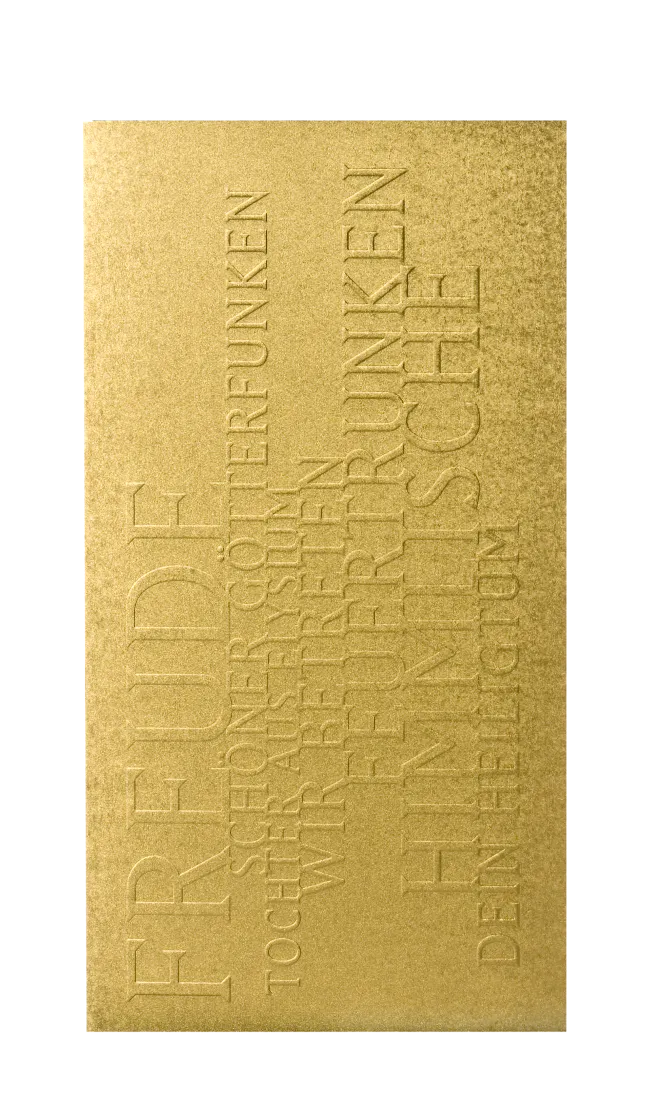 FREUDE
SCHÖNER GÖTTERFUNKEN
TOCHTER AUS ELYSIUM
WIR BETRETEN
FEUERTRUNKEN
HIMMLISCHE
DEIN HEILIGTUM